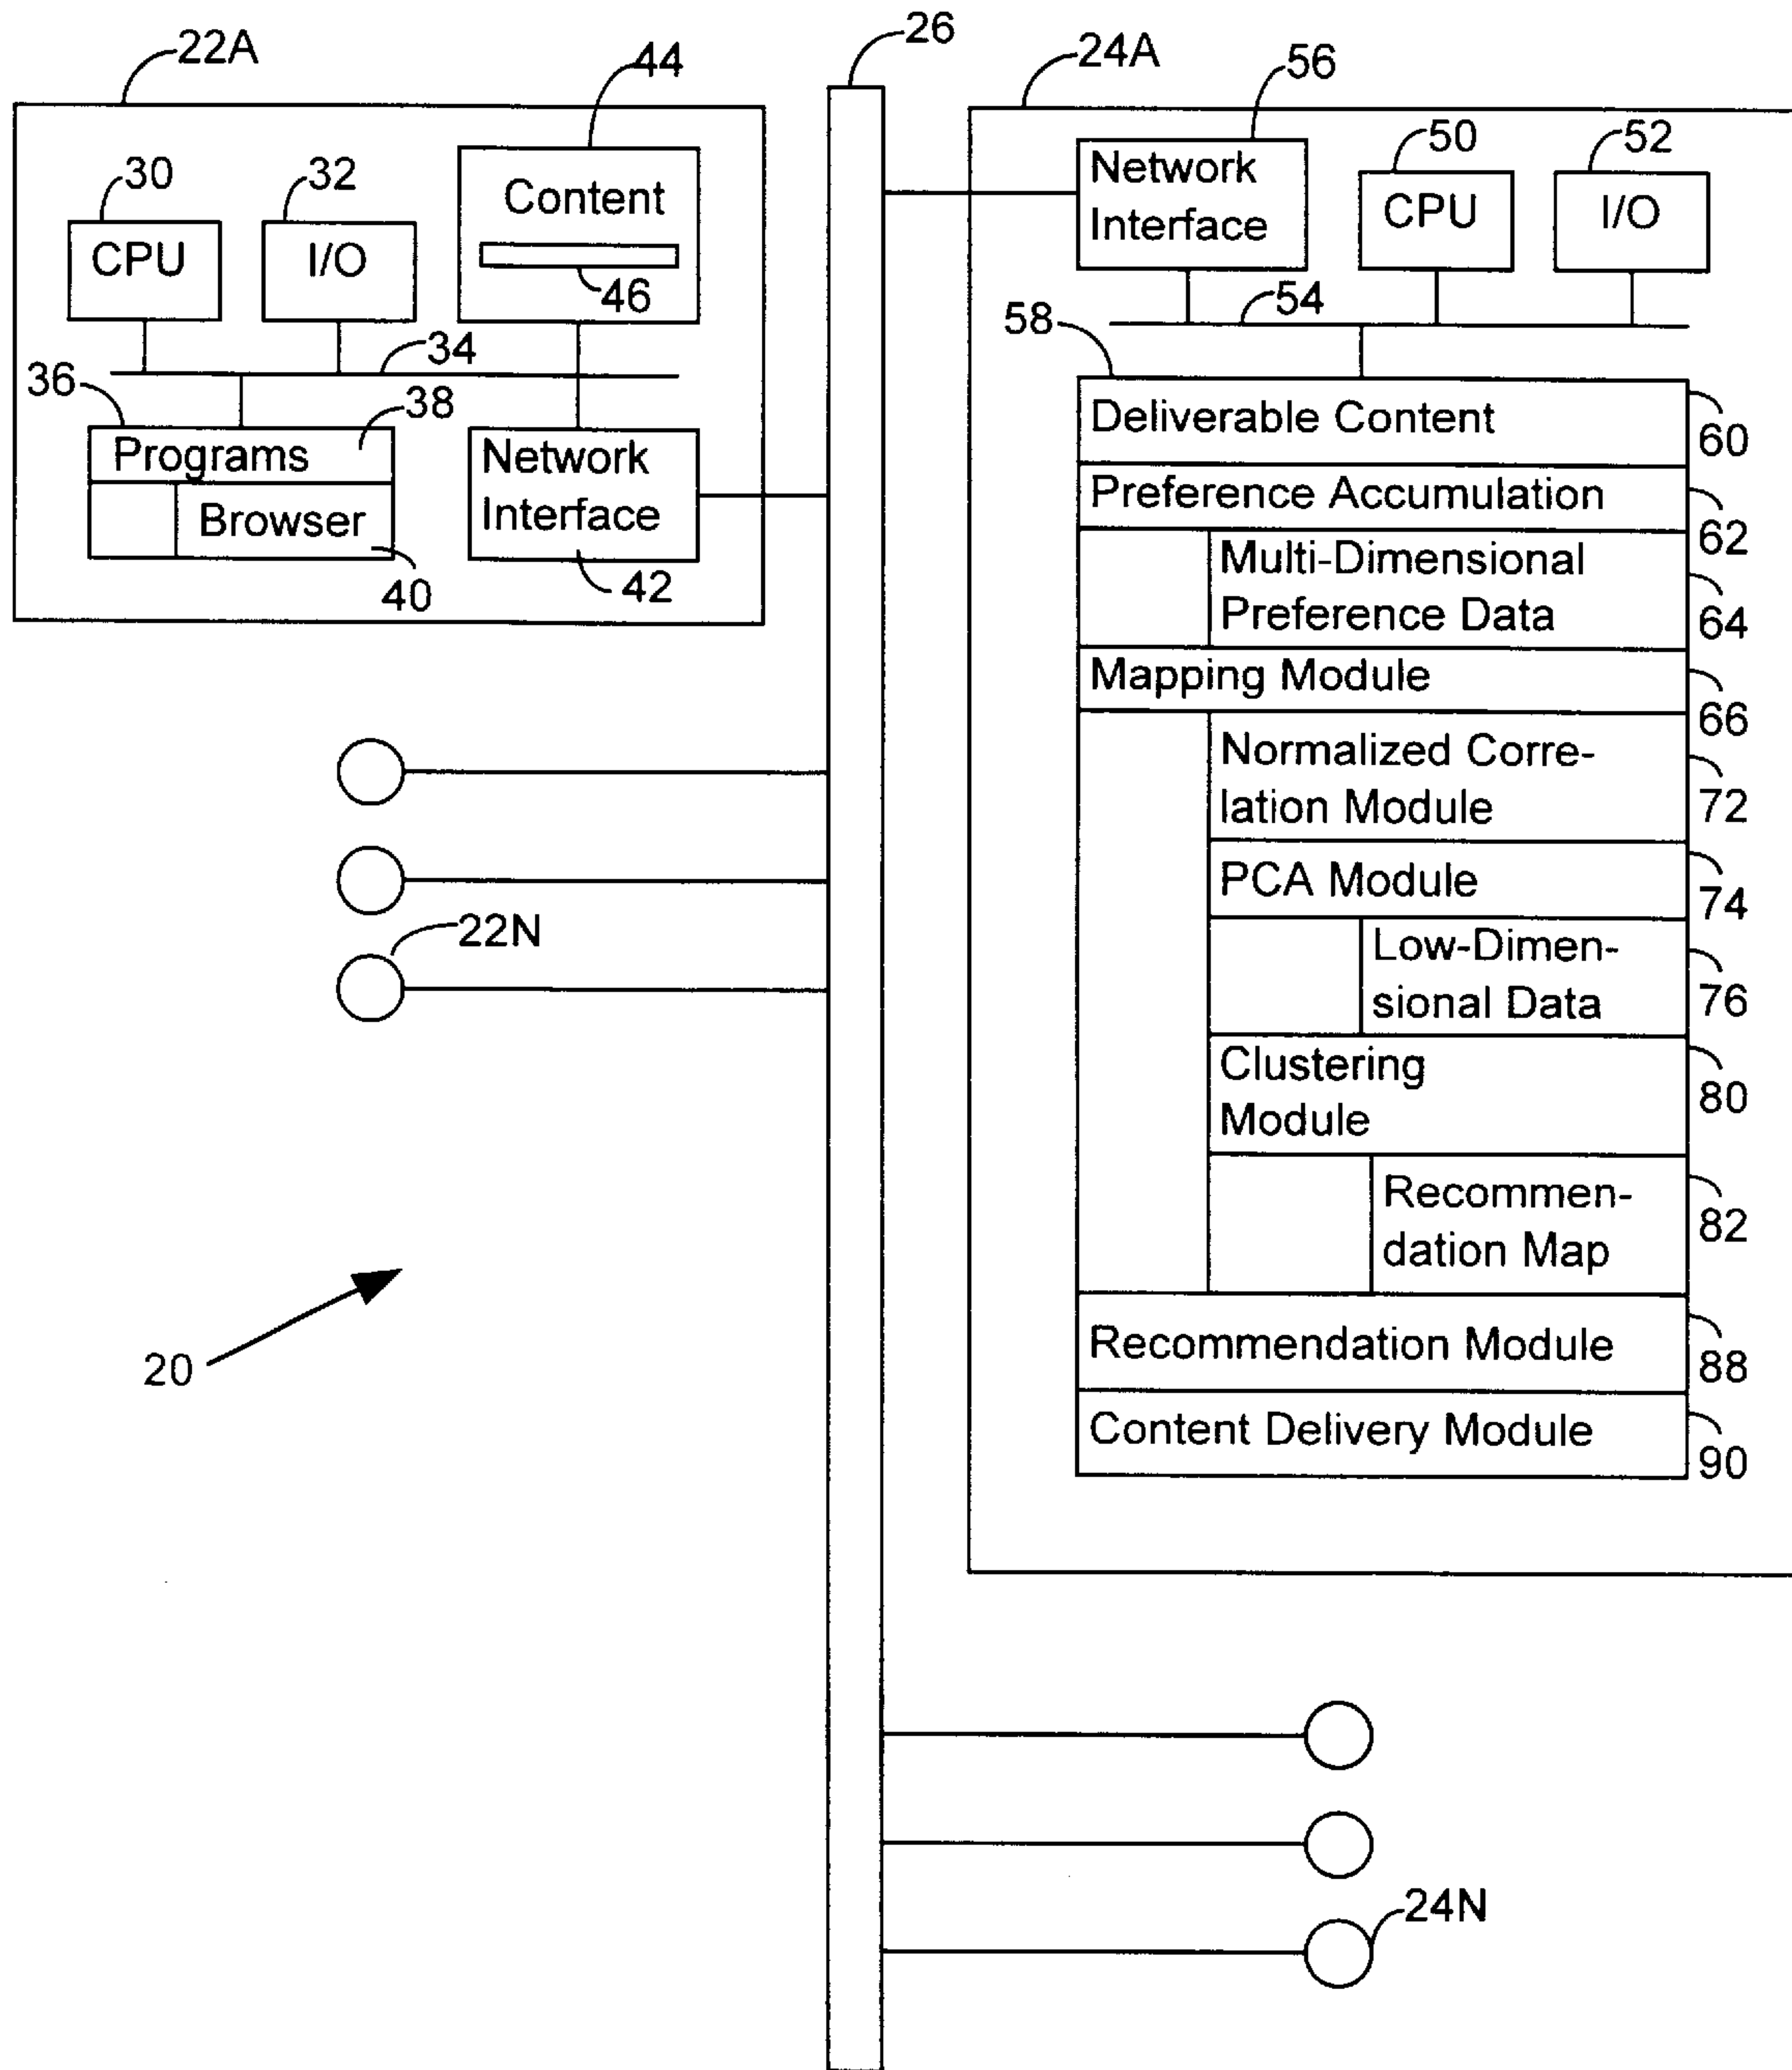 22A
44
26
24A
56
30
32
Content
CPU
I/O
46
34
36
38
Programs
Browser
40
Network
Interface
42
50
52
Network
Interface
CPU
I/O
54
58
Deliverable Content
60
Preference Accumulation
62
Multi-Dimensional
Preference Data
64
Mapping Module
66
Normalized Corre-
lation Module
72
PCA Module
74
Low-Dimen-
sional Data
76
Clustering
Module
80
Recommen-
dation Map
82
Recommendation Module
88
Content Delivery Module
90
22N
20
24N